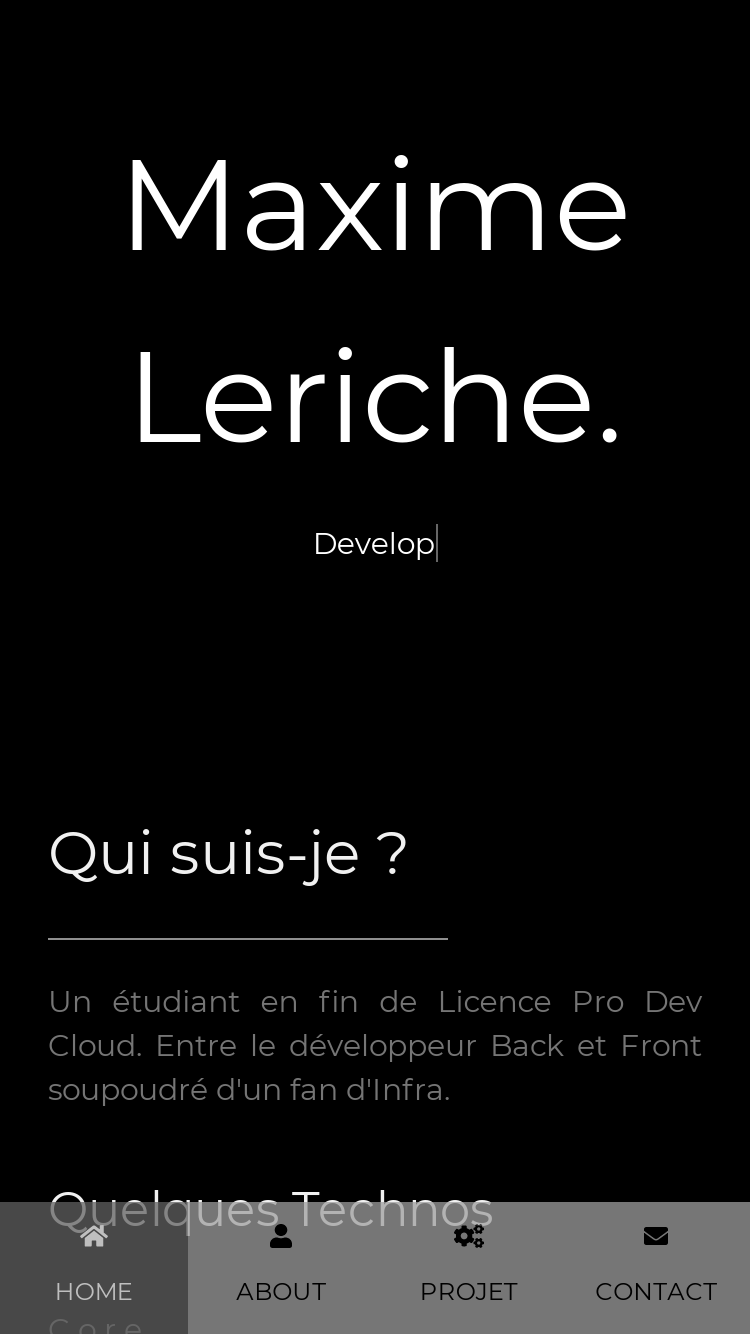 Maxime
Leriche.
Develop
Qui suis-je ?
Un étudiant en fin de Licence Pro Dev
Cloud. Entre le développeur Back et Front
soupoudré d'un fan d'Infra.
Quelques Technos
HOME
ABOUT
PROJET
CONTACT
Core